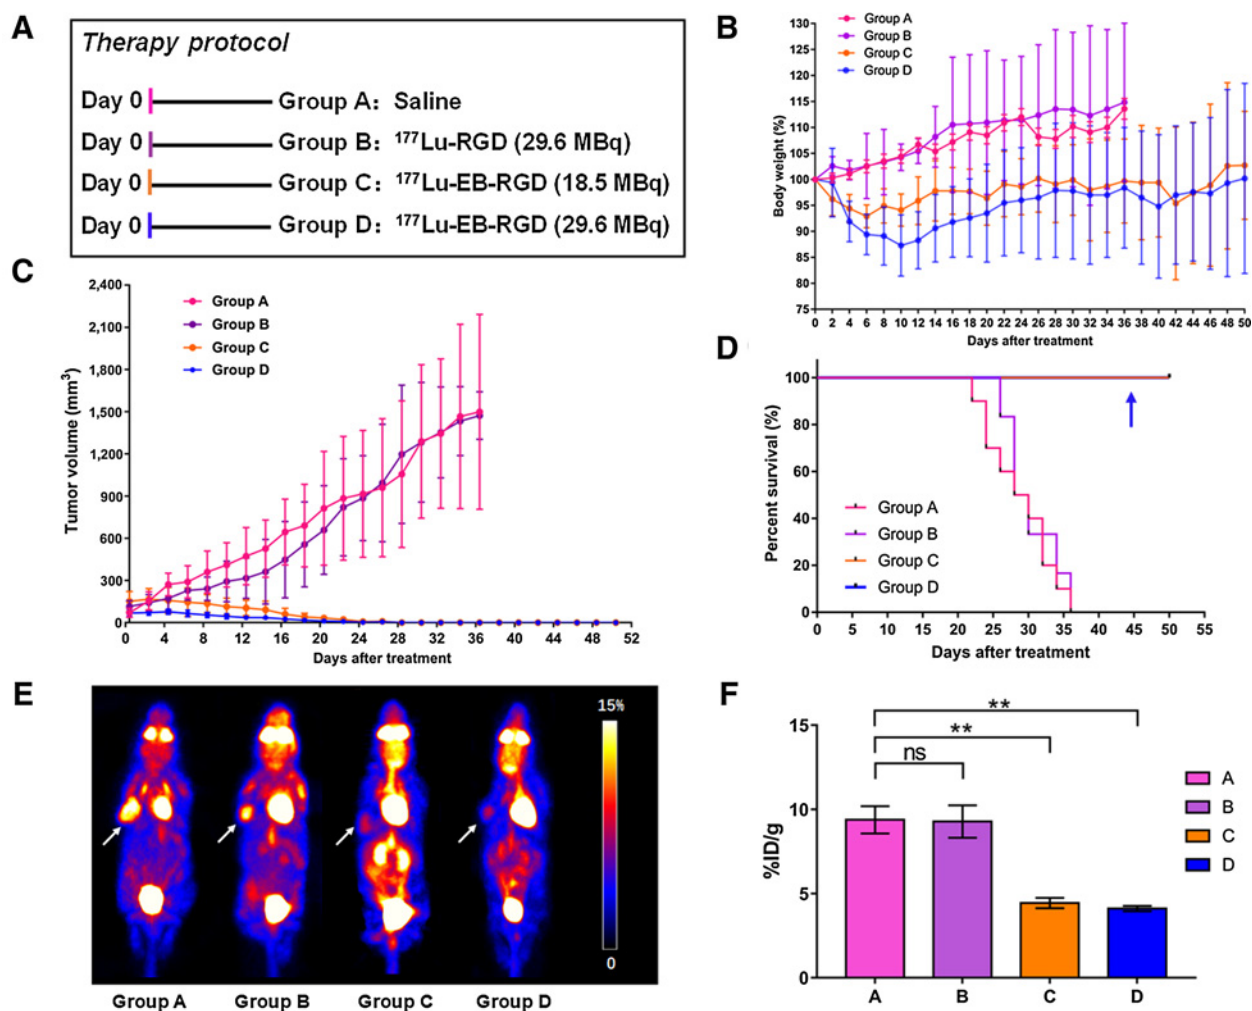 A
Therapy protocol
Day 0 Group A: Saline
Day 0 Group B: ¹⁷⁷Lu-RGD (29.6 MBq)
Day 0 Group C: ¹⁷⁷Lu-EB-RGD (18.5 MBq)
Day 0 Group D: ¹⁷⁷Lu-EB-RGD (29.6 MBq)
B
Group A
Group B
Group C
Group D
Body weight (%)
130
125
120
115
110
105
100
95
90
85
80
75
0 2 4 6 8 10 12 14 16 18 20 22 24 26 28 30 32 34 36 38 40 42 44 46 48 50
Days after treatment
C
Group A
Group B
Group C
Group D
Tumor volume (mm³)
2,400
2,100
1,800
1,500
1,200
900
600
300
0
0 4 8 12 16 20 24 28 32 36 40 44 48 52
Days after treatment
D
Percent survival (%)
100
80
60
40
20
0
Group A
Group B
Group C
Group D
0 5 10 15 20 25 30 35 40 45 50 55
Days after treatment
E
15%
0
Group A Group B Group C Group D
F
%ID/g
15
10
5
0
**
**
ns
A
B
C
D
A B C D